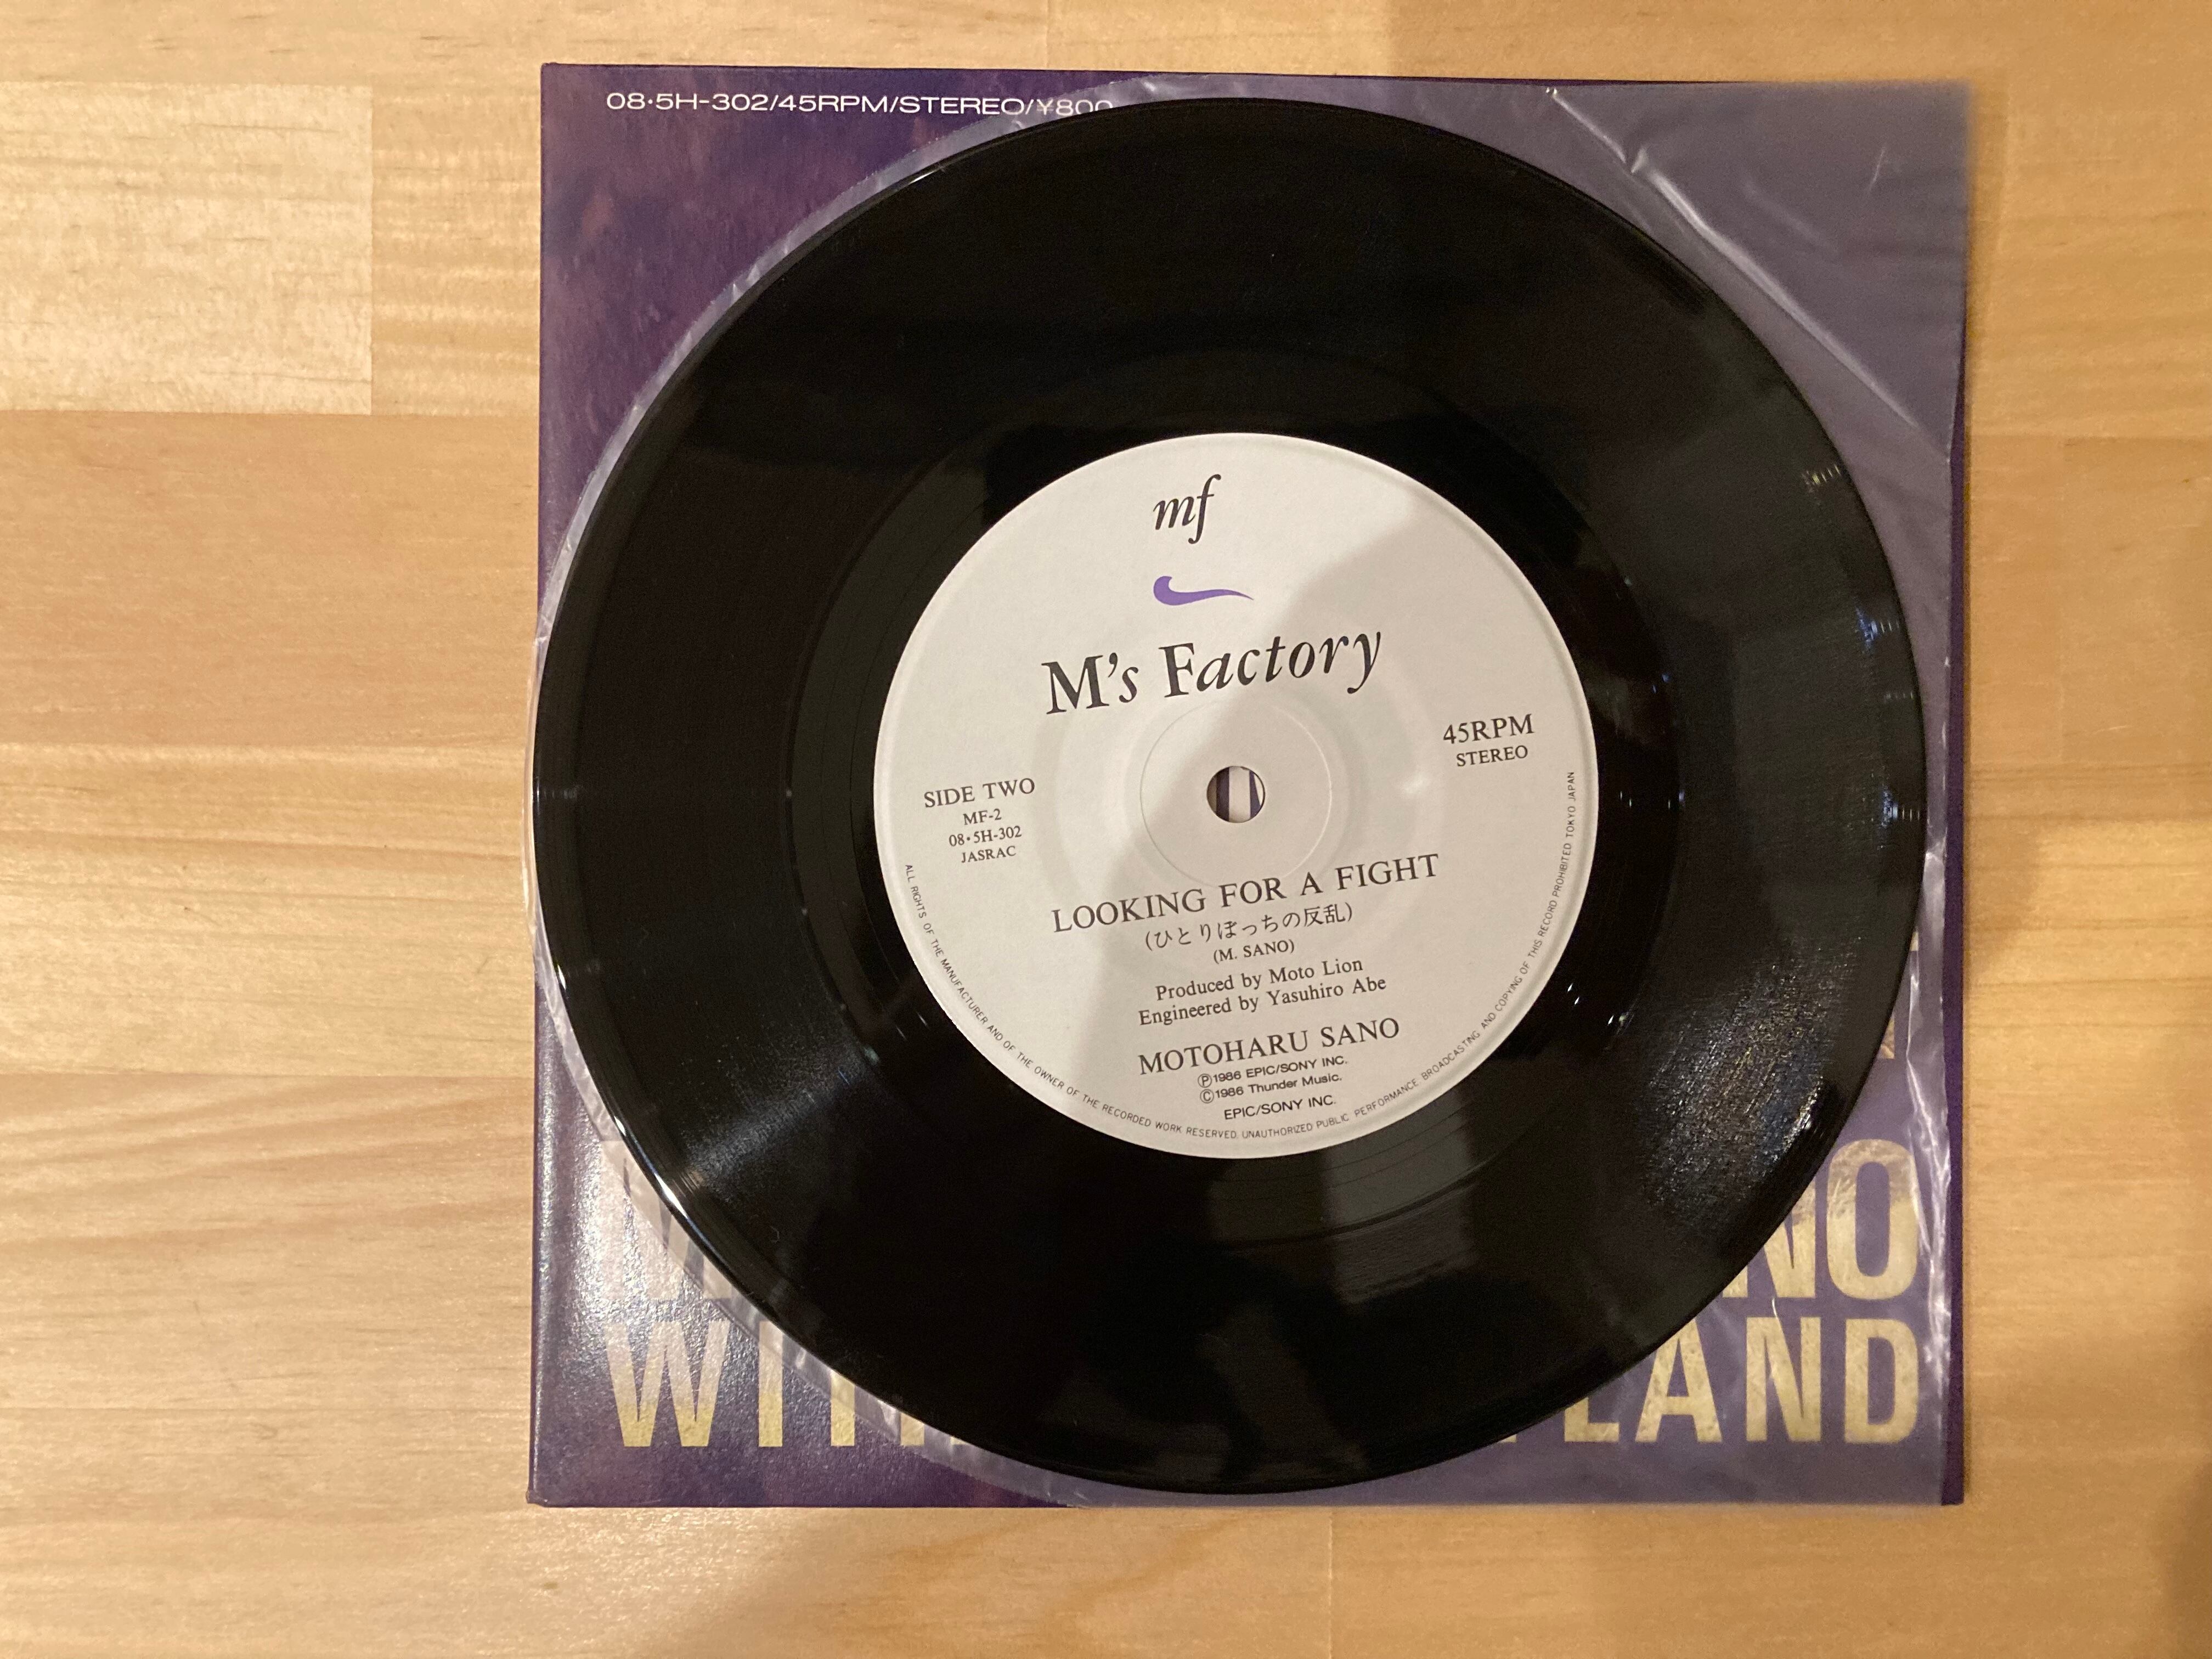 08・5H-302/45RPM/STEREO/¥800
mf
M's Factory
45RPM
STEREO
SIDE TWO
MF-2
08・5H-302
JASRAC
LOOKING FOR A FIGHT
(ひとりぼっちの反乱)
(M. SANO)
Produced by Moto Lion
Engineered by Yasuhiro Abe
MOTOHARU SANO
Ⓟ1986 EPIC/SONY INC.
Ⓒ1986 Thunder Music.
EPIC/SONY INC.
ALL RIGHTS OF THE MANUFACTURER AND OF THE OWNER OF THE RECORDED WORK RESERVED. UNAUTHORIZED PUBLIC PERFORMANCE BROADCASTING AND COPYING OF THIS RECORD PROHIBITED TOKYO JAPAN
NO
WITH
LAND